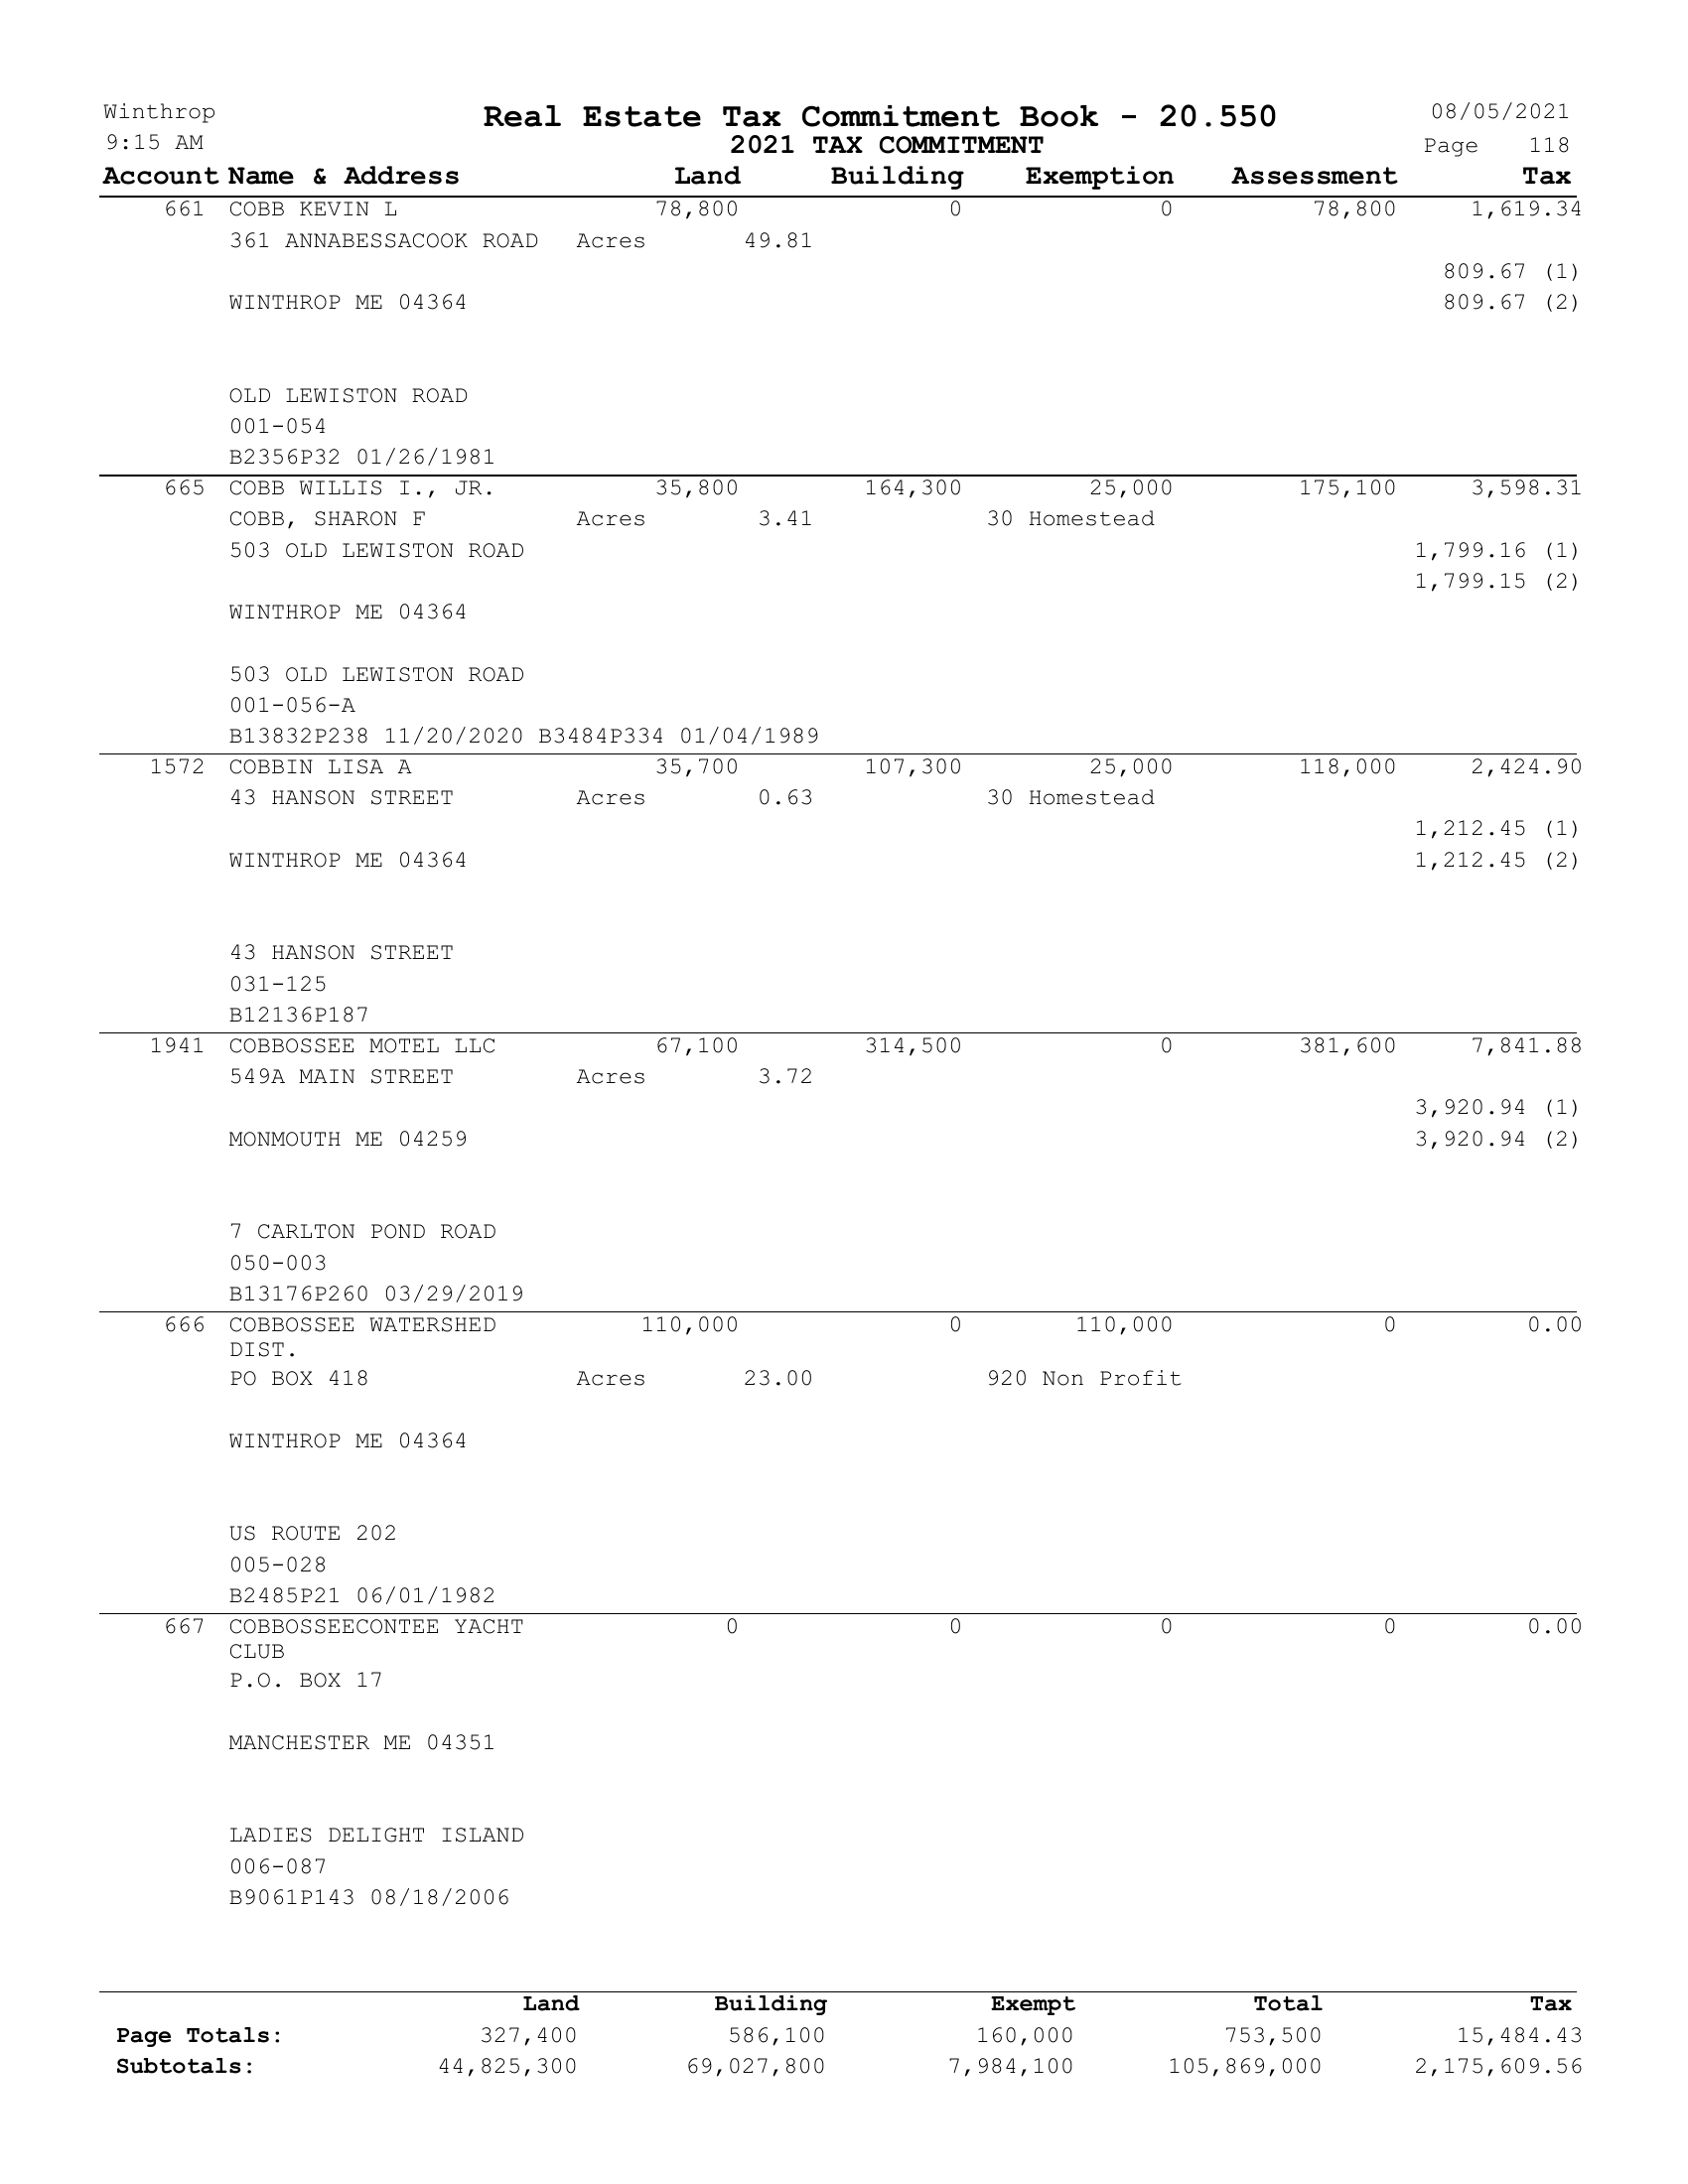 Winthrop Real Estate Tax Commitment Book - 20.550 08/05/2021
9:15 AM 2021 TAX COMMITMENT Page 118
Account Name & Address Land Building Exemption Assessment Tax
661 COBB KEVIN L 78,800 0 0 78,800 1,619.34
361 ANNABESSACOOK ROAD Acres 49.81
809.67 (1)
WINTHROP ME 04364 809.67 (2)
OLD LEWISTON ROAD
001-054
B2356P32 01/26/1981
665 COBB WILLIS I., JR. 35,800 164,300 25,000 175,100 3,598.31
COBB, SHARON F Acres 3.41 30 Homestead
503 OLD LEWISTON ROAD 1,799.16 (1)
1,799.15 (2)
WINTHROP ME 04364
503 OLD LEWISTON ROAD
001-056-A
B13832P238 11/20/2020 B3484P334 01/04/1989
1572 COBBIN LISA A 35,700 107,300 25,000 118,000 2,424.90
43 HANSON STREET Acres 0.63 30 Homestead
1,212.45 (1)
WINTHROP ME 04364 1,212.45 (2)
43 HANSON STREET
031-125
B12136P187
1941 COBBOSSEE MOTEL LLC 67,100 314,500 0 381,600 7,841.88
549A MAIN STREET Acres 3.72
3,920.94 (1)
MONMOUTH ME 04259 3,920.94 (2)
7 CARLTON POND ROAD
050-003
B13176P260 03/29/2019
666 COBBOSSEE WATERSHED 110,000 0 110,000 0 0.00
DIST.
PO BOX 418 Acres 23.00 920 Non Profit
WINTHROP ME 04364
US ROUTE 202
005-028
B2485P21 06/01/1982
667 COBBOSSEECONTEE YACHT 0 0 0 0 0.00
CLUB
P.O. BOX 17
MANCHESTER ME 04351
LADIES DELIGHT ISLAND
006-087
B9061P143 08/18/2006
Land Building Exempt Total Tax
Page Totals: 327,400 586,100 160,000 753,500 15,484.43
Subtotals: 44,825,300 69,027,800 7,984,100 105,869,000 2,175,609.56